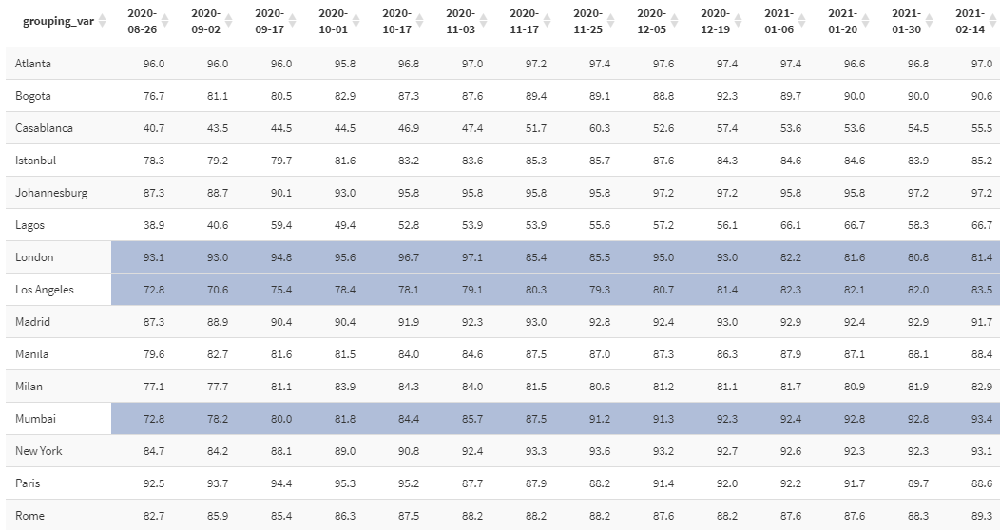 grouping_var 2020-08-26 2020-09-02 2020-09-17 2020-10-01 2020-10-17 2020-11-03 2020-11-17 2020-11-25 2020-12-05 2020-12-19 2021-01-06 2021-01-20 2021-01-30 2021-02-14
Atlanta 96.0 96.0 96.0 95.8 96.8 97.0 97.2 97.4 97.6 97.4 97.4 96.6 96.8 97.0
Bogota 76.7 81.1 80.5 82.9 87.3 87.6 89.4 89.1 88.8 92.3 89.7 90.0 90.0 90.6
Casablanca 40.7 43.5 44.5 44.5 46.9 47.4 51.7 60.3 52.6 57.4 53.6 53.6 54.5 55.5
Istanbul 78.3 79.2 79.7 81.6 83.2 83.6 85.3 85.7 87.6 84.3 84.6 84.6 83.9 85.2
Johannesburg 87.3 88.7 90.1 93.0 95.8 95.8 95.8 95.8 97.2 97.2 95.8 95.8 97.2 97.2
Lagos 38.9 40.6 59.4 49.4 52.8 53.9 53.9 55.6 57.2 56.1 66.1 66.7 58.3 66.7
London 93.1 93.0 94.8 95.6 96.7 97.1 85.4 85.5 95.0 93.0 82.2 81.6 80.8 81.4
Los Angeles 72.8 70.6 75.4 78.4 78.1 79.1 80.3 79.3 80.7 81.4 82.3 82.1 82.0 83.5
Madrid 87.3 88.9 90.4 90.4 91.9 92.3 93.0 92.8 92.4 93.0 92.9 92.4 92.9 91.7
Manila 79.6 82.7 81.6 81.5 84.0 84.6 87.5 87.0 87.3 86.3 87.9 87.1 88.1 88.4
Milan 77.1 77.7 81.1 83.9 84.3 84.0 81.5 80.6 81.2 81.1 81.7 80.9 81.9 82.9
Mumbai 72.8 78.2 80.0 81.8 84.4 85.7 87.5 91.2 91.3 92.3 92.4 92.8 92.8 93.4
New York 84.7 84.2 88.1 89.0 90.8 92.4 93.3 93.6 93.2 92.7 92.6 92.3 92.3 93.1
Paris 92.5 93.7 94.4 95.3 95.2 87.7 87.9 88.2 91.4 92.0 92.2 91.7 89.7 88.6
Rome 82.7 85.9 85.4 86.3 87.5 88.2 88.2 88.2 87.6 88.2 87.6 87.6 88.3 89.3